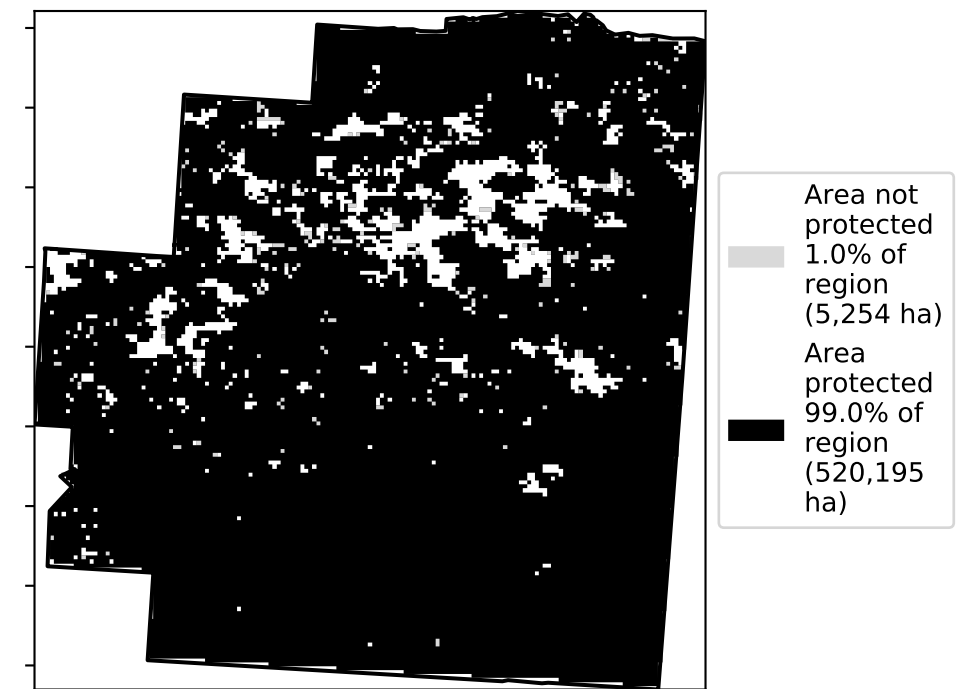 Area not
protected
1.0% of
region
(5,254 ha)
Area
protected
99.0% of
region
(520,195
ha)